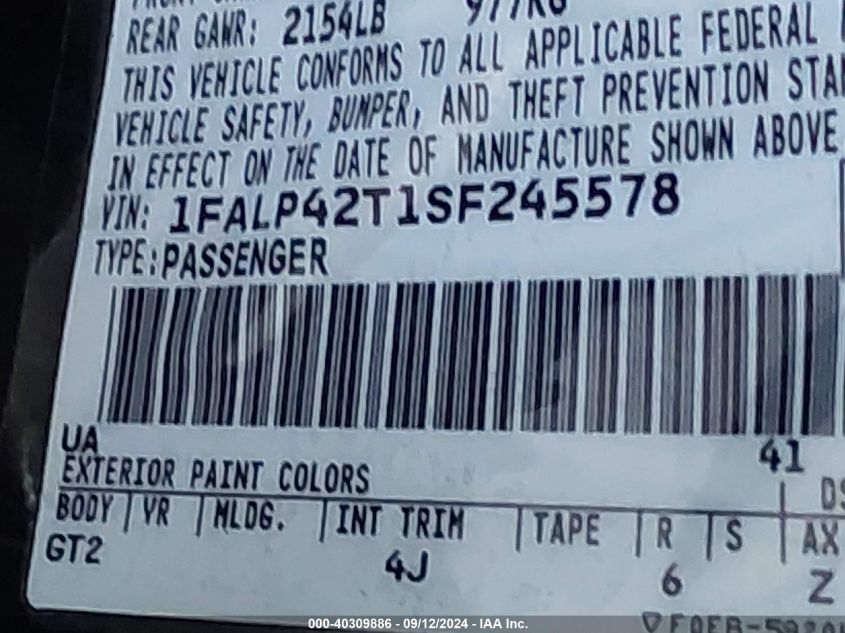 REAR GAWR: 2154LB 977KG
THIS VEHICLE CONFORMS TO ALL APPLICABLE FEDERAL
VEHICLE SAFETY, BUMPER, AND THEFT PREVENTION STA
IN EFFECT ON THE DATE OF MANUFACTURE SHOWN ABOVE
VIN: 1FALP42T1SF245578
TYPE: PASSENGER
UA 41
EXTERIOR PAINT COLORS DS
BODY YR MLDG. INT TRIM TAPE R S AX
GT2 4J 6 Z
000-40309886 - 09/12/2024 - IAA Inc.